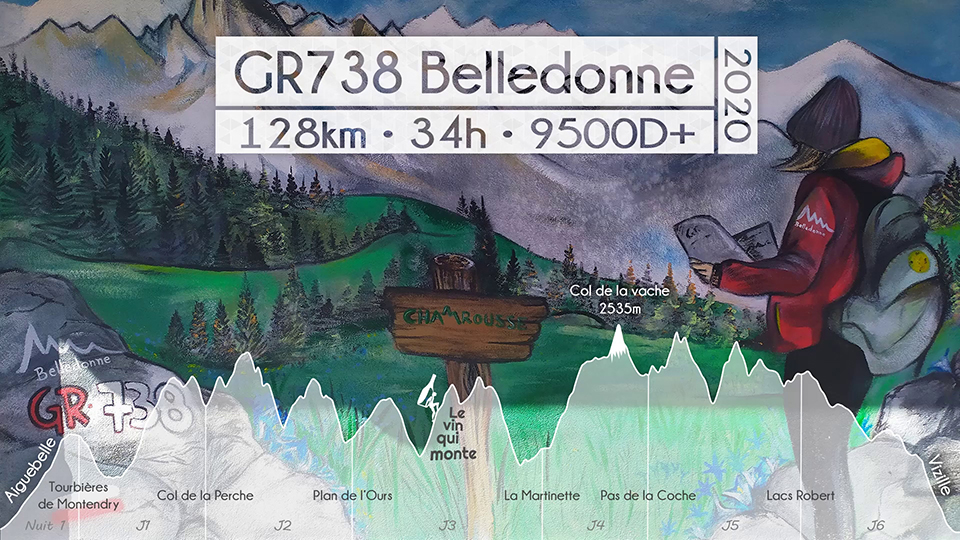 GR738 Belledonne
2020
128km • 34h • 9500D+
Belledonne
Col de la vache
2535m
CHAMROUSSE
Belledonne
GR 738
Le
vin
qui
monte
Aiguebelle
Vizille
Tourbières
de Montendry
Col de la Perche
Plan de l'Ours
La Martinette
Pas de la Coche
Lacs Robert
Nuit 1
J1
J2
J3
J4
J5
J6